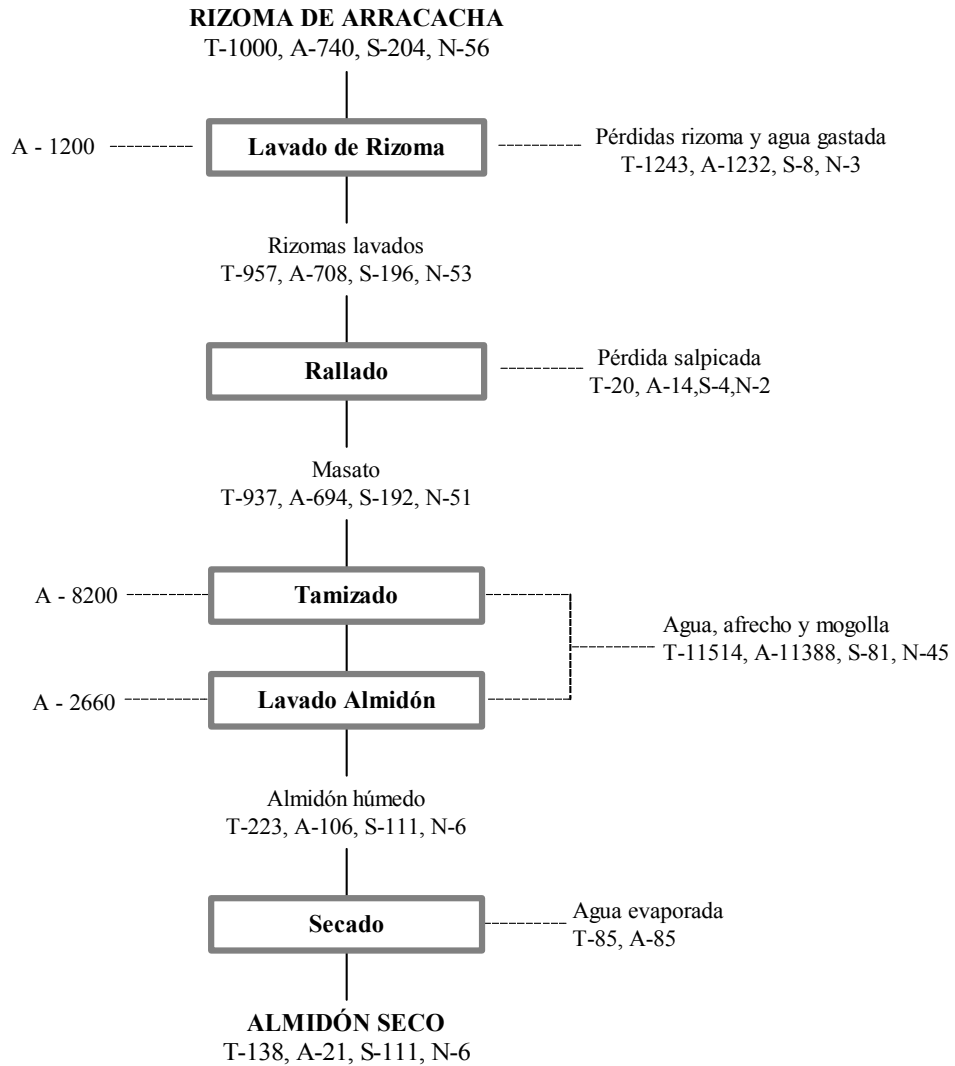 RIZOMA DE ARRACACHA
T-1000, A-740, S-204, N-56
A - 1200
Lavado de Rizoma
Pérdidas rizoma y agua gastada
T-1243, A-1232, S-8, N-3
Rizomas lavados
T-957, A-708, S-196, N-53
Rallado
Pérdida salpicada
T-20, A-14,S-4,N-2
Masato
T-937, A-694, S-192, N-51
A - 8200
Tamizado
Agua, afrecho y mogolla
T-11514, A-11388, S-81, N-45
A - 2660
Lavado Almidón
Almidón húmedo
T-223, A-106, S-111, N-6
Secado
Agua evaporada
T-85, A-85
ALMIDÓN SECO
T-138, A-21, S-111, N-6